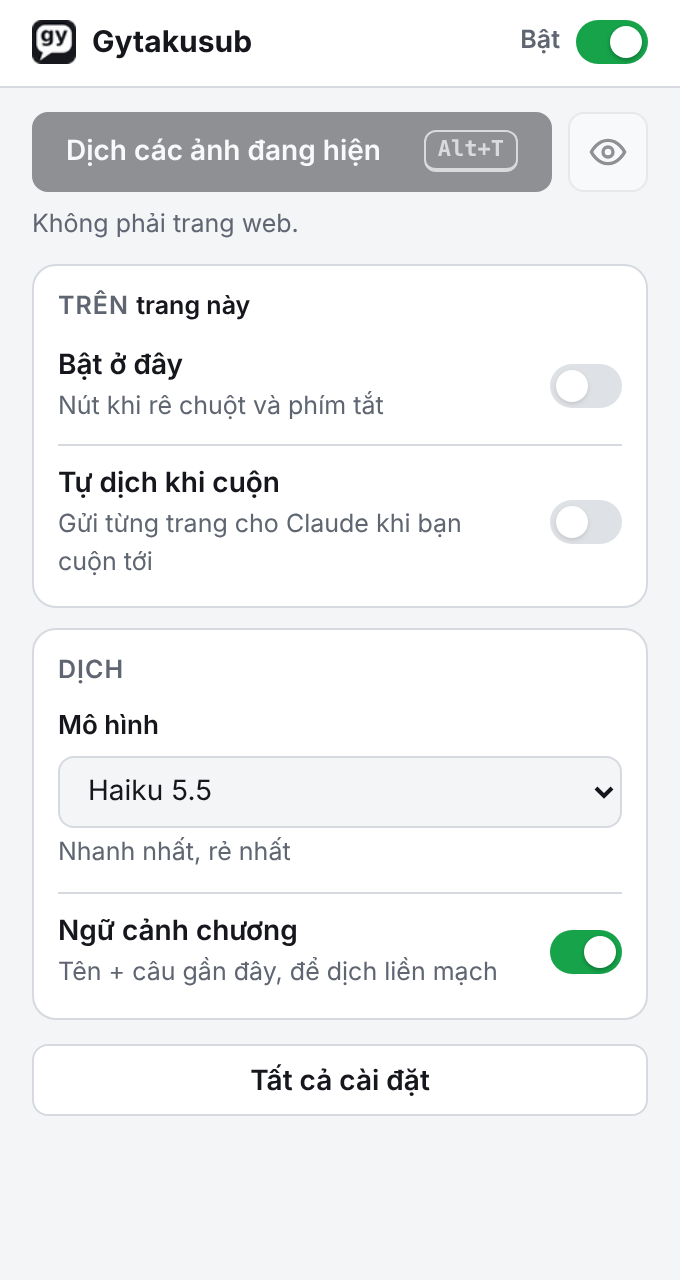 gy
Gytakusub
Bật
Dịch các ảnh đang hiện
Alt+T
Không phải trang web.
TRÊN trang này
Bật ở đây
Nút khi rê chuột và phím tắt
Tự dịch khi cuộn
Gửi từng trang cho Claude khi bạn
cuộn tới
DỊCH
Mô hình
Haiku 5.5
Nhanh nhất, rẻ nhất
Ngữ cảnh chương
Tên + câu gần đây, để dịch liền mạch
Tất cả cài đặt